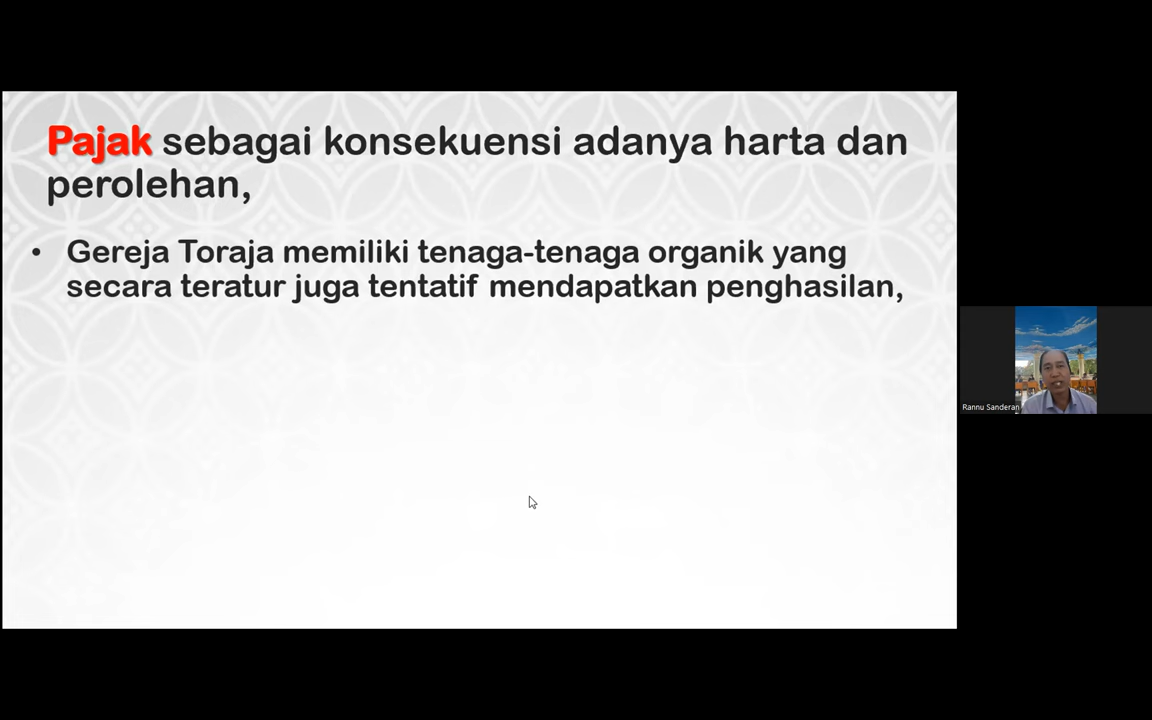 Pajak sebagai konsekuensi adanya harta dan
perolehan,
• Gereja Toraja memiliki tenaga-tenaga organik yang
secara teratur juga tentatif mendapatkan penghasilan,
Rannu Sanderan